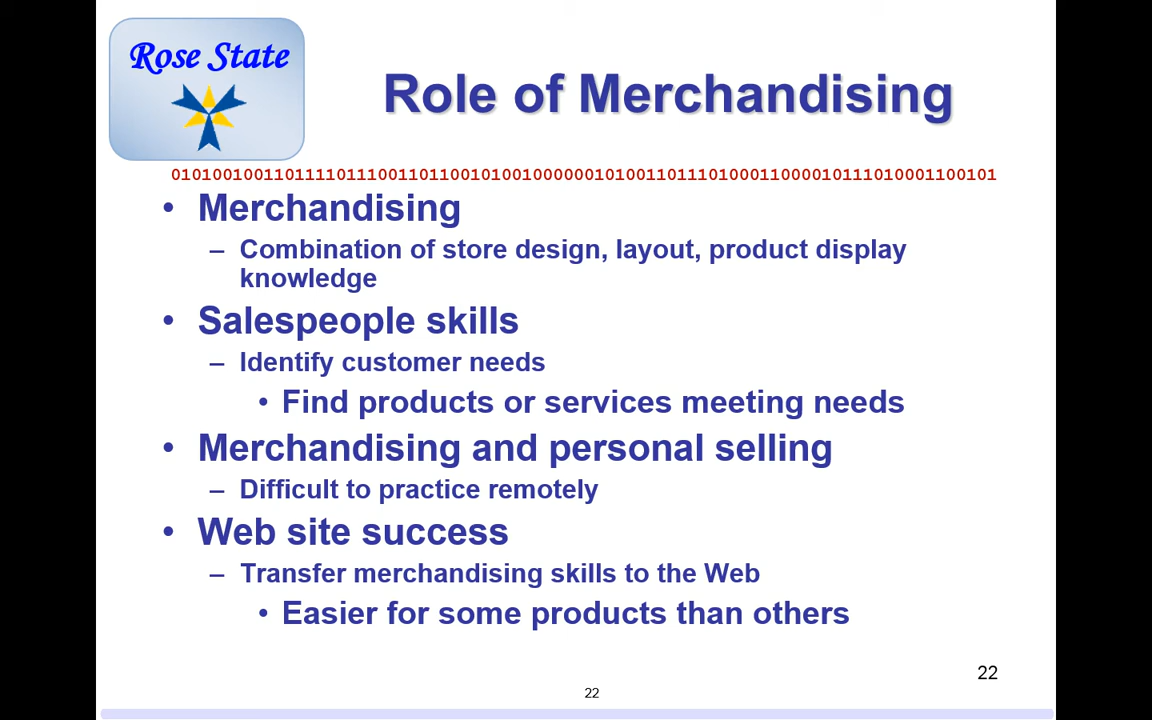 Rose State
Role of Merchandising
01010010011011110111001101100101001000000101001101110100011000010111010001100101
• Merchandising
– Combination of store design, layout, product display
knowledge
• Salespeople skills
– Identify customer needs
• Find products or services meeting needs
• Merchandising and personal selling
– Difficult to practice remotely
• Web site success
– Transfer merchandising skills to the Web
• Easier for some products than others
22
22